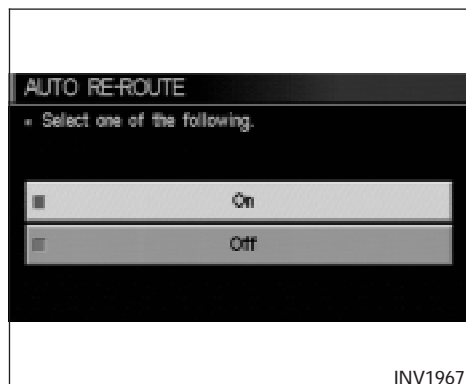 AUTO RE-ROUTE
Select one of the following.
On
Off
INV1967